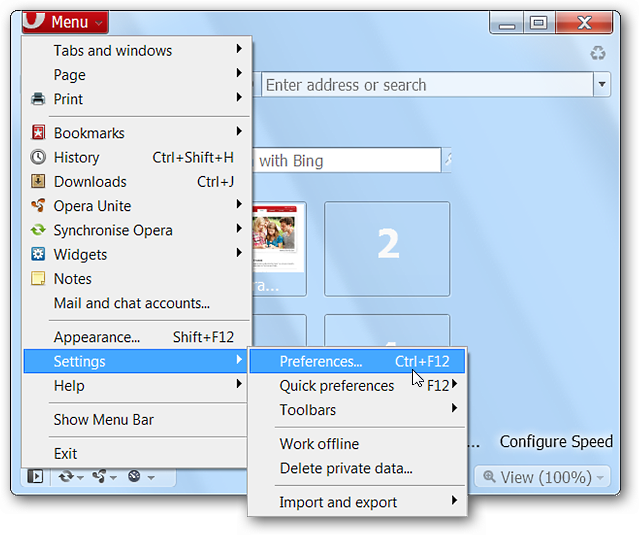 Menu
Tabs and windows
Page
Print
Enter address or search
Bookmarks
History Ctrl+Shift+H
with Bing
Downloads Ctrl+J
Opera Unite
Synchronise Opera
2
Widgets
Notes
ra...
Mail and chat accounts...
Appearance... Shift+F12
Settings
Preferences... Ctrl+F12
Help
Quick preferences F12
Toolbars
Show Menu Bar
Work offline
... Configure Speed
Exit
Delete private data...
View (100%)
Import and export